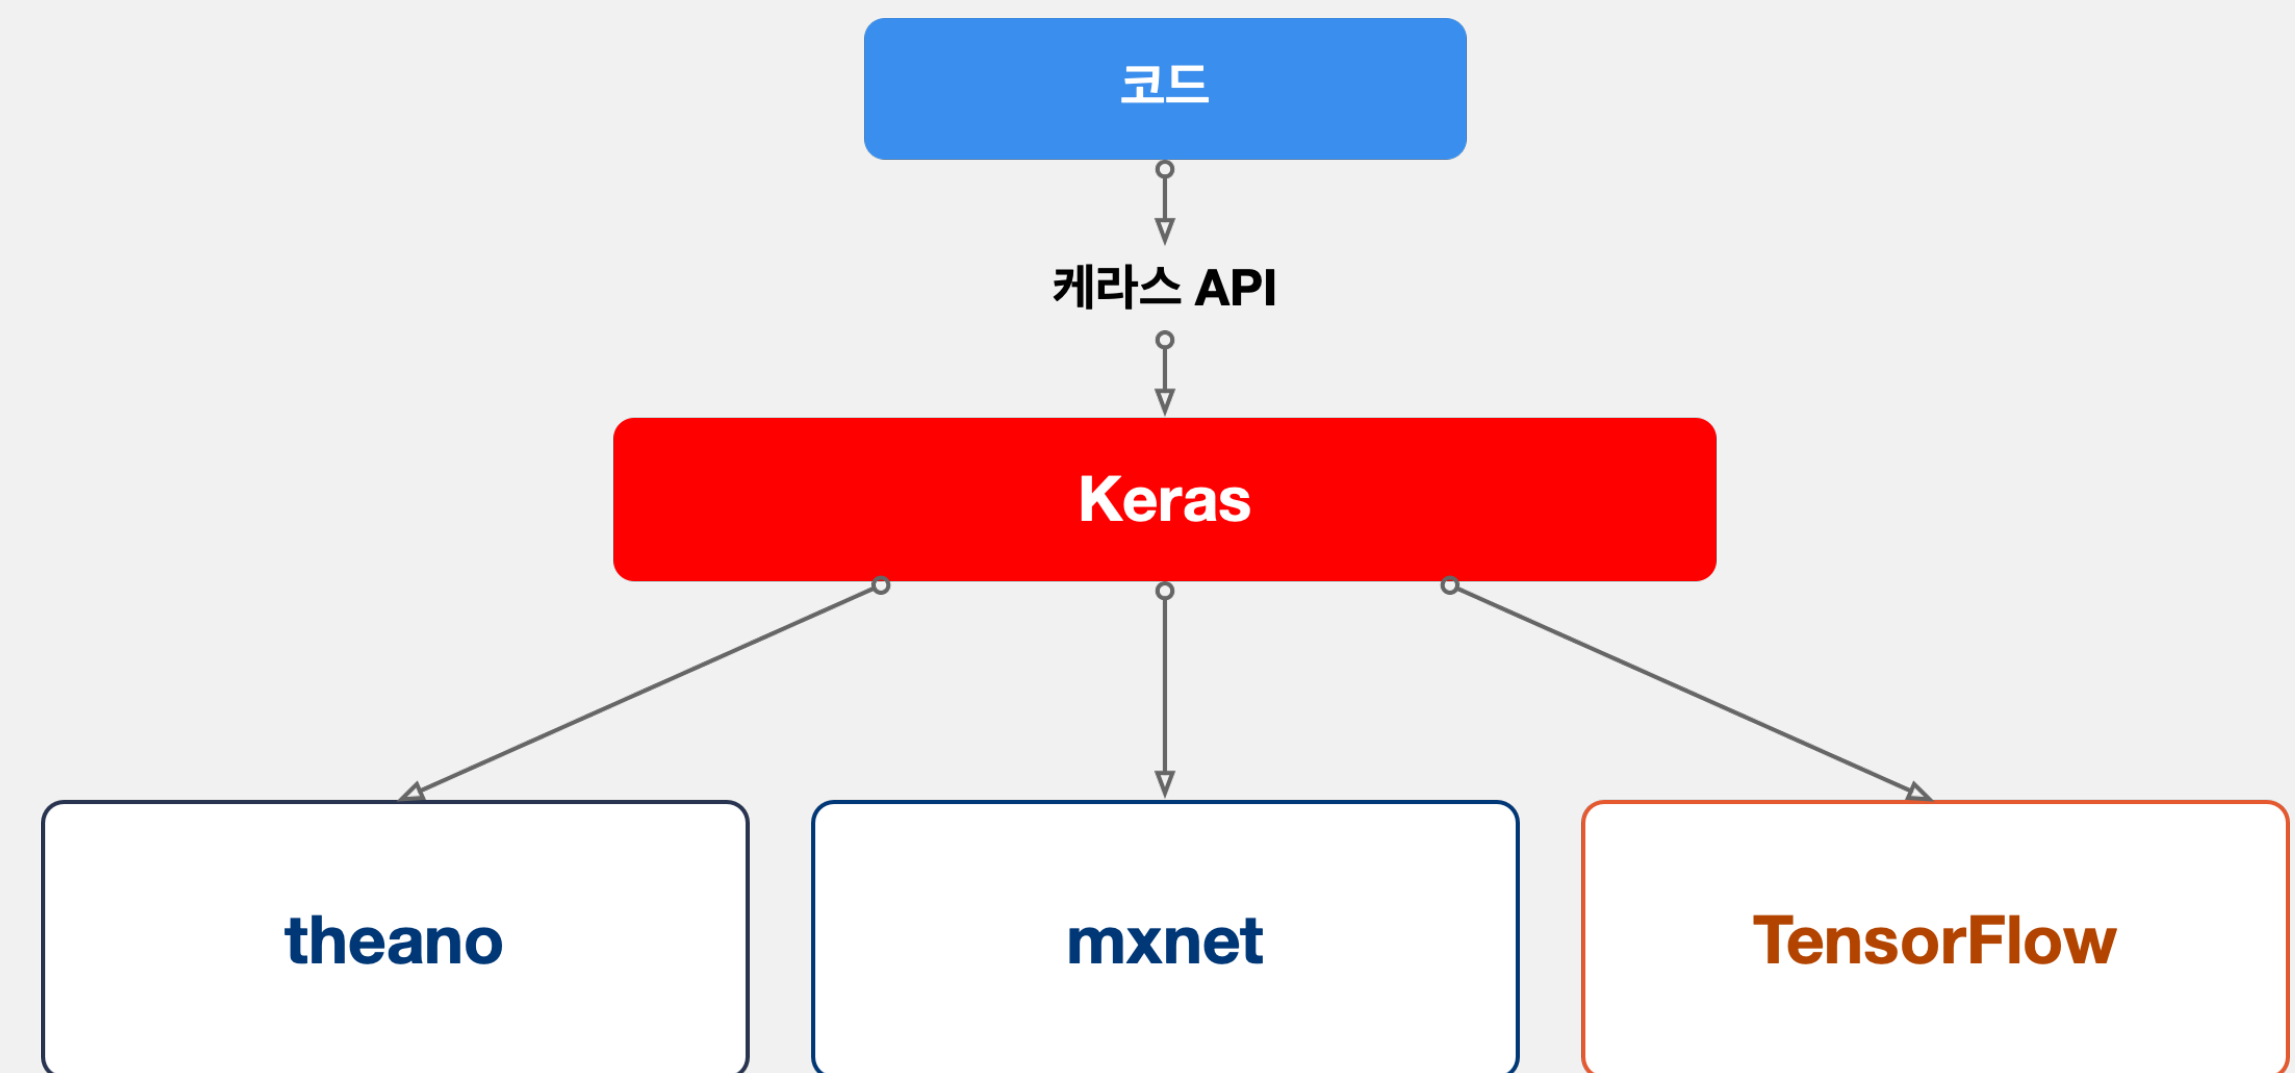 코드
케라스 API
Keras
theano
mxnet
TensorFlow